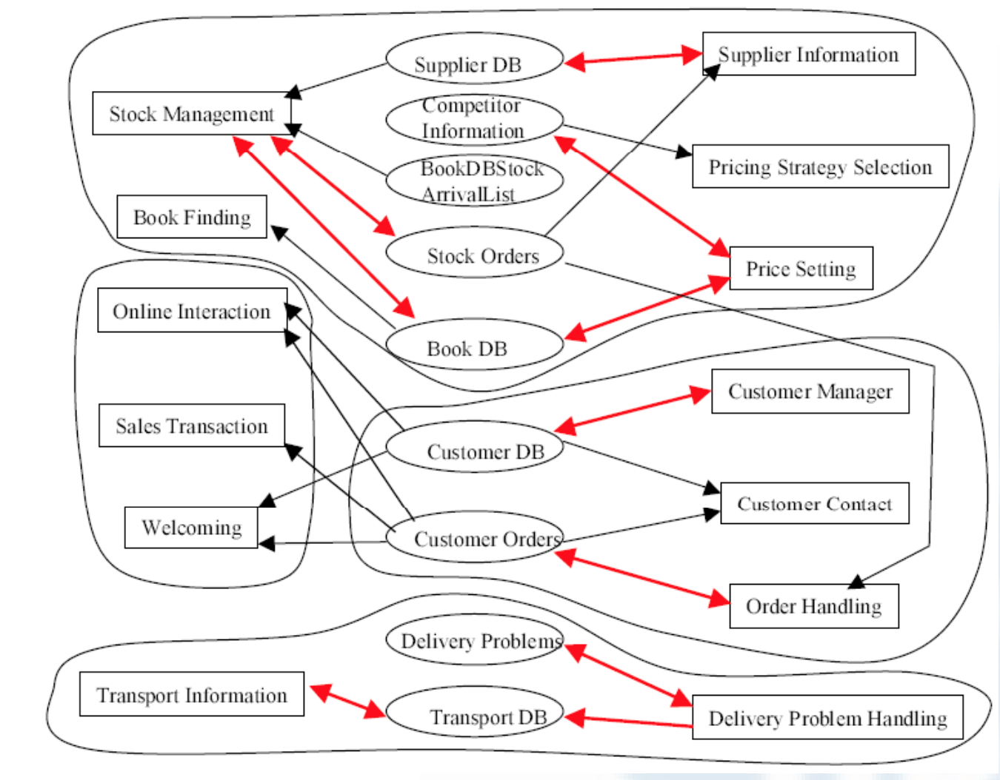 Supplier DB
Supplier Information
Competitor
Information
Stock Management
BookDBStock
ArrivalList
Pricing Strategy Selection
Book Finding
Stock Orders
Price Setting
Online Interaction
Book DB
Customer Manager
Sales Transaction
Customer DB
Customer Contact
Welcoming
Customer Orders
Order Handling
Delivery Problems
Transport Information
Transport DB
Delivery Problem Handling